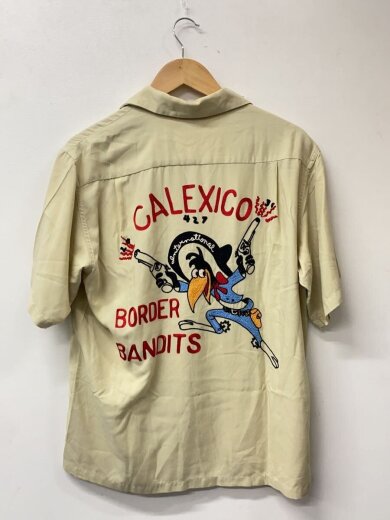 CALEXICO
427
International
BORDER
BANDITS